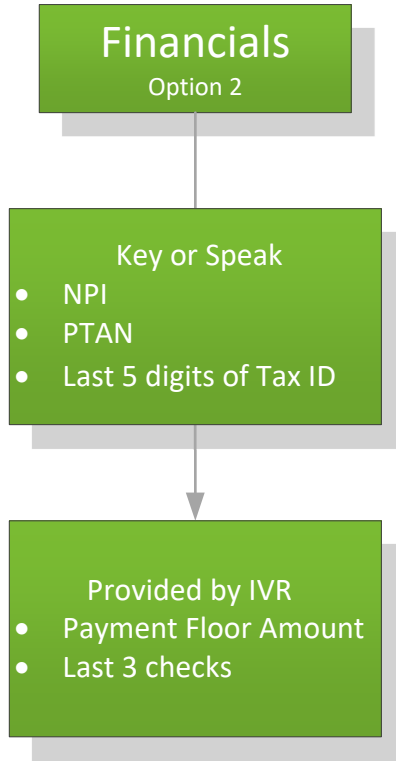 Financials
Option 2
Key or Speak
• NPI
• PTAN
• Last 5 digits of Tax ID
Provided by IVR
• Payment Floor Amount
• Last 3 checks